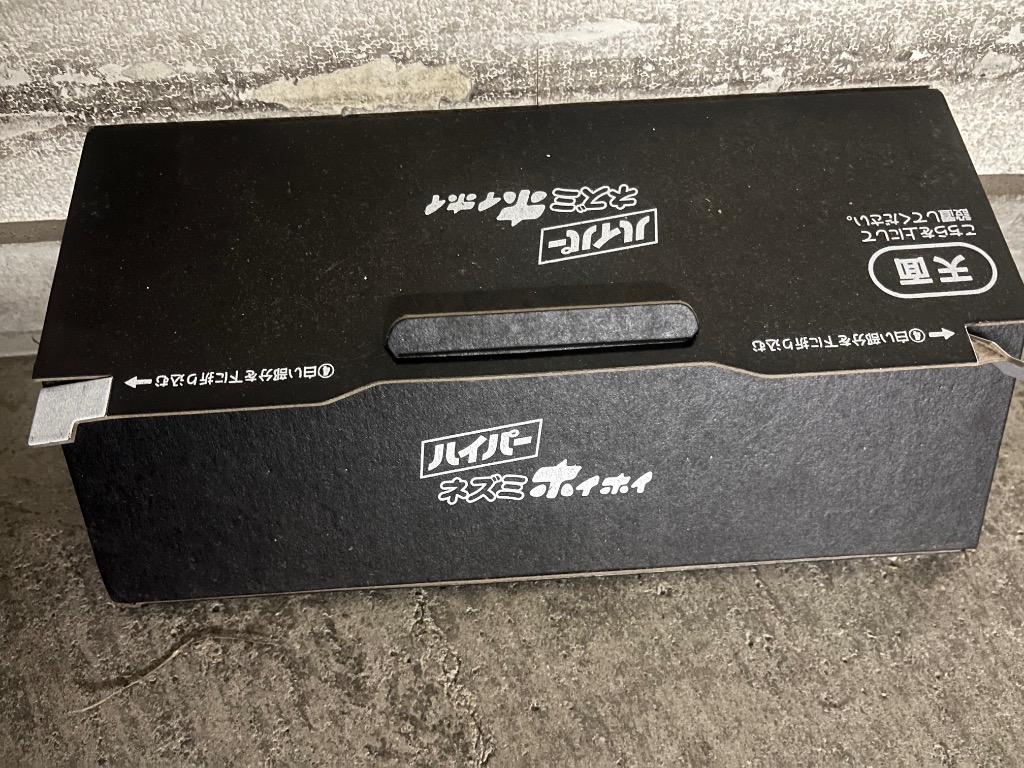 天面
こちらを上にして
設置してください。
ハイパー
ネズミホイホイ
④白い部分を下に折り込む
④白い部分を下に折り込む
ハイパー
ネズミホイホイ